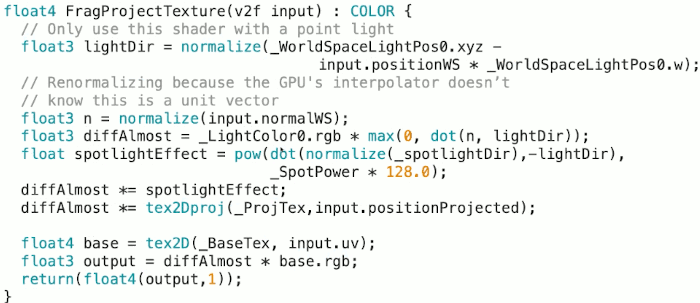 float4 FragProjectTexture(v2f input) : COLOR {
// Only use this shader with a point light
float3 lightDir = normalize(_WorldSpaceLightPos0.xyz -
input.positionWS * _WorldSpaceLightPos0.w);
// Renormalizing because the GPU's interpolator doesn't
// know this is a unit vector
float3 n = normalize(input.normalWS);
float3 diffAlmost = _LightColor0.rgb * max(0, dot(n, lightDir));
float spotlightEffect = pow(dot(normalize(_spotlightDir),-lightDir),
_SpotPower * 128.0);
diffAlmost *= spotlightEffect;
diffAlmost *= tex2Dproj(_ProjTex,input.positionProjected);
float4 base = tex2D(_BaseTex, input.uv);
float3 output = diffAlmost * base.rgb;
return(float4(output,1));
}